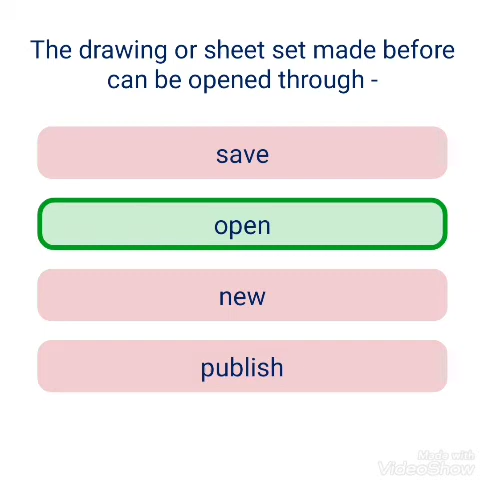 The drawing or sheet set made before
can be opened through -
save
open
new
publish
Made with
VideoShow